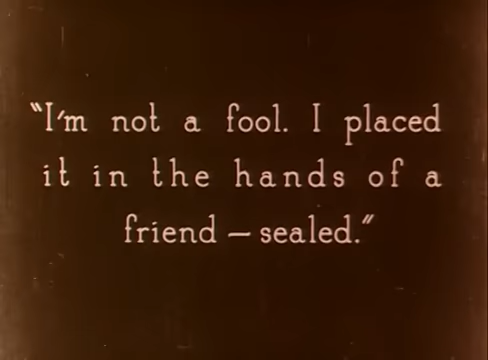 "I'm not a fool. I placed
it in the hands of a
friend — sealed."